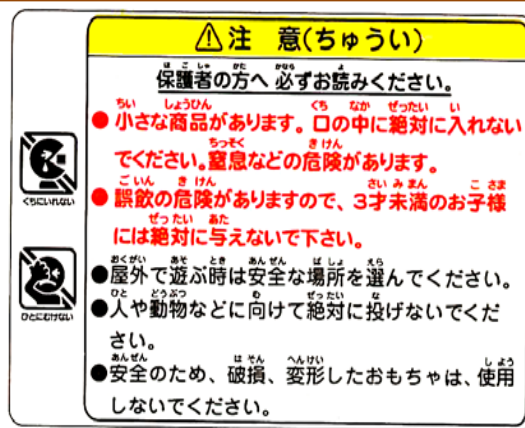 ⚠注 意(ちゅうい)
保護者の方へ 必ずお読みください。
●小さな商品があります。口の中に絶対に入れない
でください。窒息などの危険があります。
●誤飲の危険がありますので、3才未満のお子様
には絶対に与えないで下さい。
●屋外で遊ぶ時は安全な場所を選んでください。
●人や動物などに向けて絶対に投げないでくだ
さい。
●安全のため、破損、変形したおもちゃは、使用
しないでください。
くちにいれない
ひとにむけない